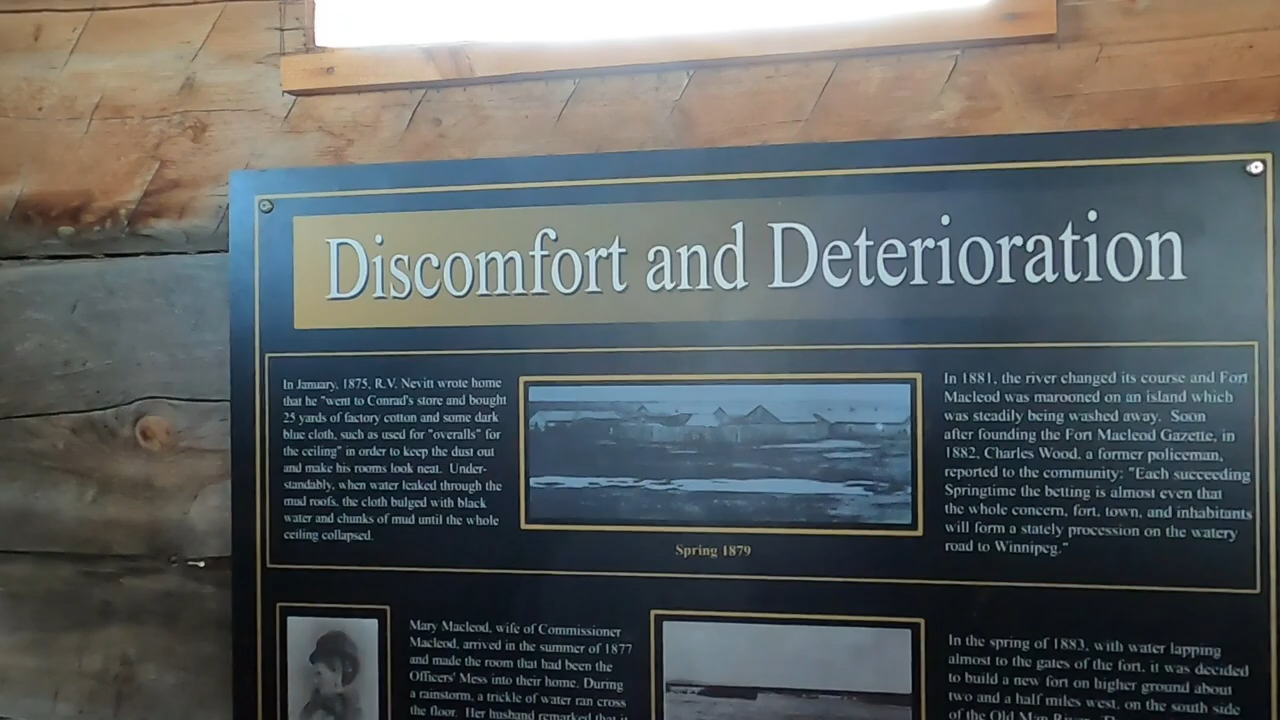 Discomfort and Deterioration
In January, 1875, R.V. Nevitt wrote home
that he "went to Conrad's store and bought
25 yards of factory cotton and some dark
blue cloth, such as used for "overalls" for
the ceiling" in order to keep the dust out
and make his rooms look neat. Under-
standably, when water leaked through the
mud roofs, the cloth bulged with black
water and chunks of mud until the whole
ceiling collapsed.
Spring 1879
In 1881, the river changed its course and Fort
Macleod was marooned on an island which
was steadily being washed away. Soon
after founding the Fort Macleod Gazette, in
1882, Charles Wood, a former policeman,
reported to the community: "Each succeeding
Springtime the betting is almost even that
the whole concern, fort, town, and inhabitants
will form a stately procession on the watery
road to Winnipeg."
Mary Macleod, wife of Commissioner
Macleod, arrived in the summer of 1877
and made the room that had been the
Officers' Mess into their home. During
a rainstorm, a trickle of water ran cross
the floor. Her husband remarked that it
In the spring of 1883, with water lapping
almost to the gates of the fort, it was decided
to build a new fort on higher ground about
two and a half miles west, on the south side
of the Old Man River.